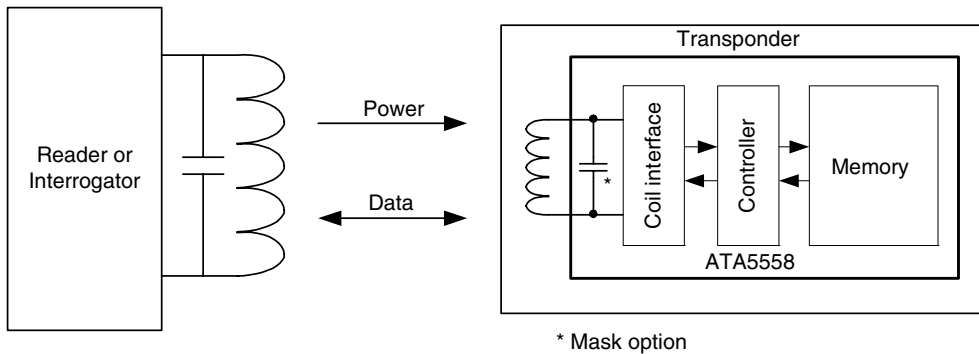 Reader or
Interrogator
Power
Data
Transponder
Coil interface
Controller
Memory
*
ATA5558
* Mask option